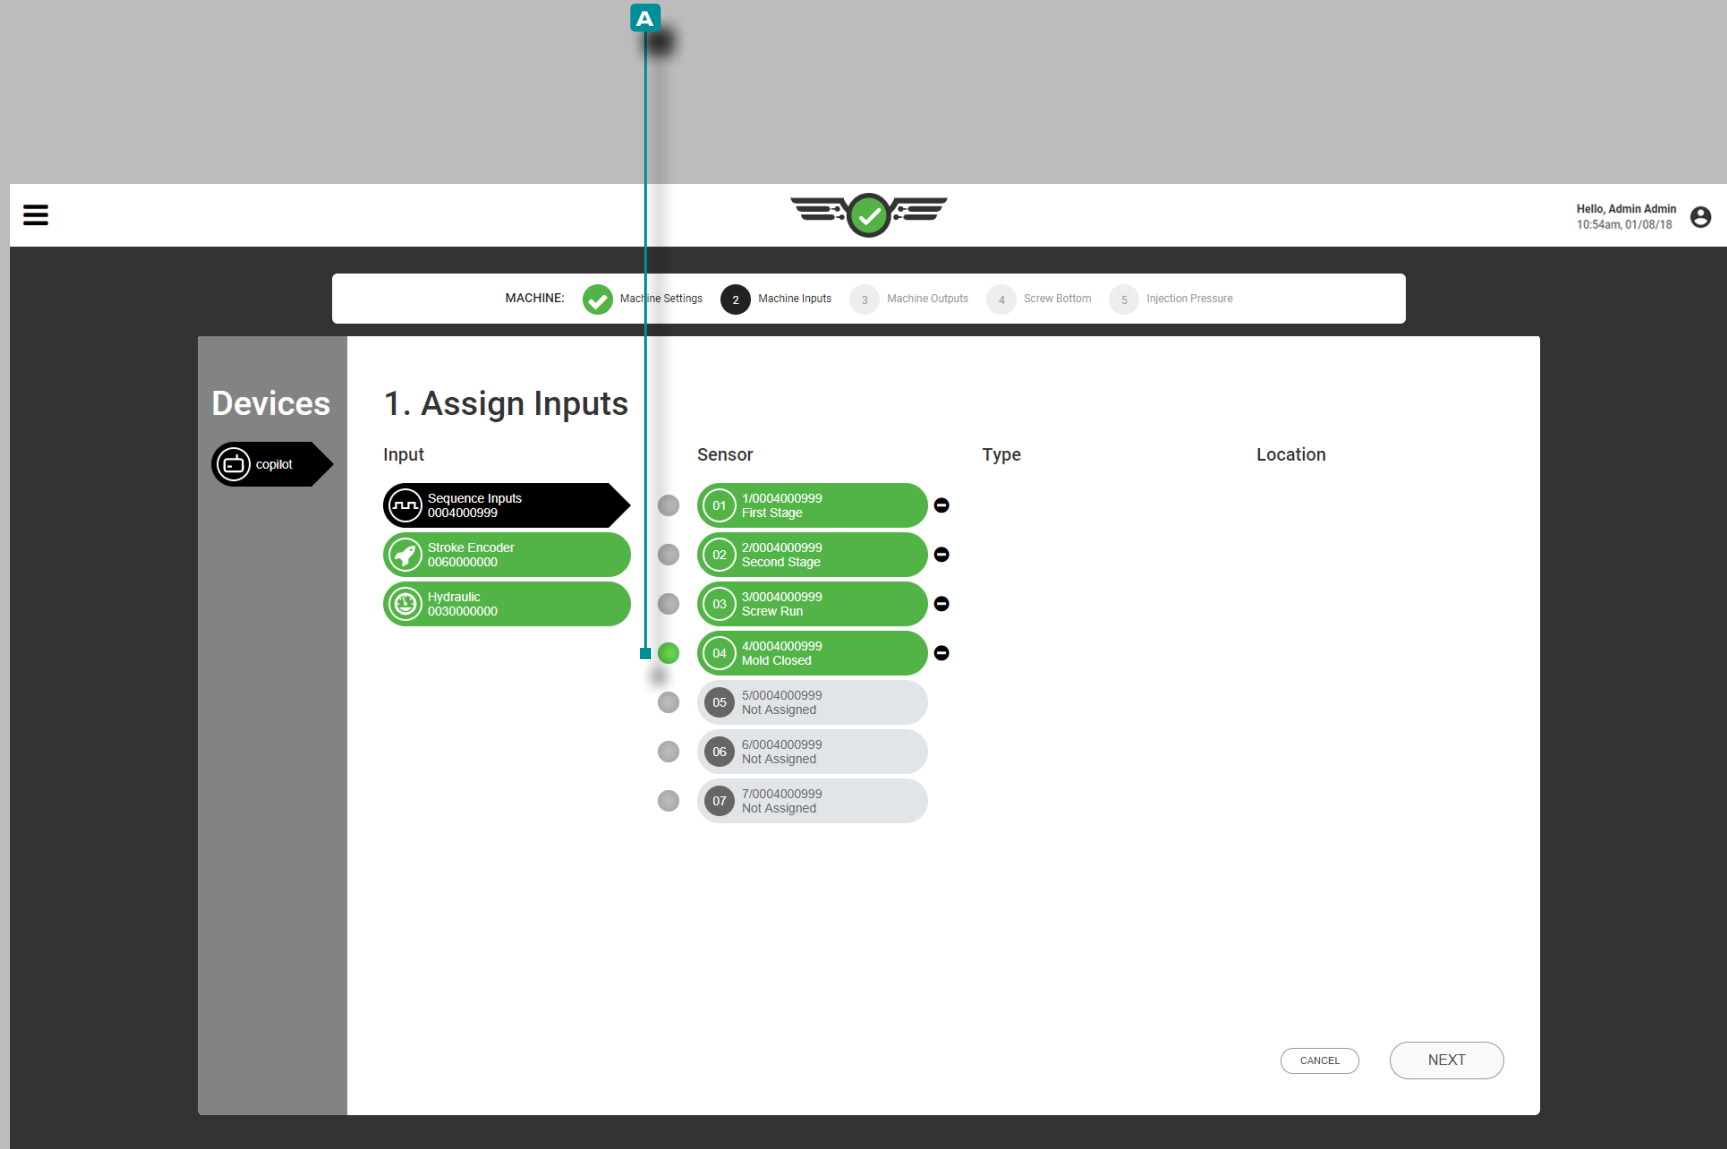 A
Hello, Admin Admin
10:54am, 01/08/18
MACHINE:
Machine Settings
2
Machine Inputs
3
Machine Outputs
4
Screw Bottom
5
Injection Pressure
Devices
copilot
1. Assign Inputs
Input
Sensor
Type
Location
Sequence Inputs
0004000999
Stroke Encoder
0060000000
Hydraulic
0030000000
01
1/0004000999
First Stage
02
2/0004000999
Second Stage
03
3/0004000999
Screw Run
04
4/0004000999
Mold Closed
05
5/0004000999
Not Assigned
06
6/0004000999
Not Assigned
07
7/0004000999
Not Assigned
CANCEL
NEXT